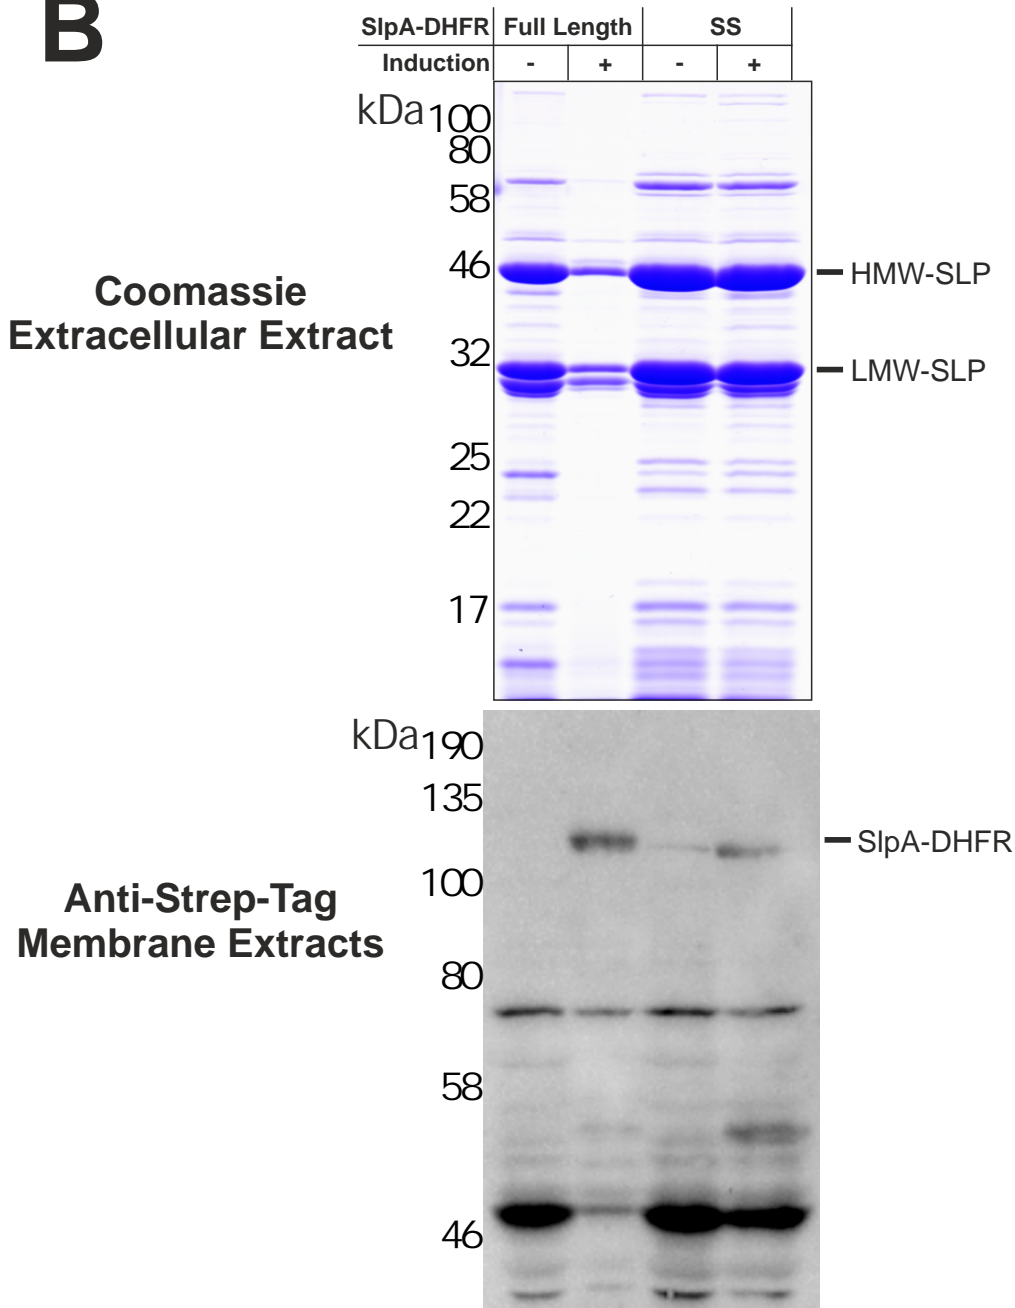 B
SlpA-DHFR Full Length SS
Induction - + - +
kDa 100
80
58
46
HMW-SLP
Coomassie
Extracellular Extract
32
LMW-SLP
25
22
17
kDa 190
135
SlpA-DHFR
100
Anti-Strep-Tag
Membrane Extracts
80
58
46